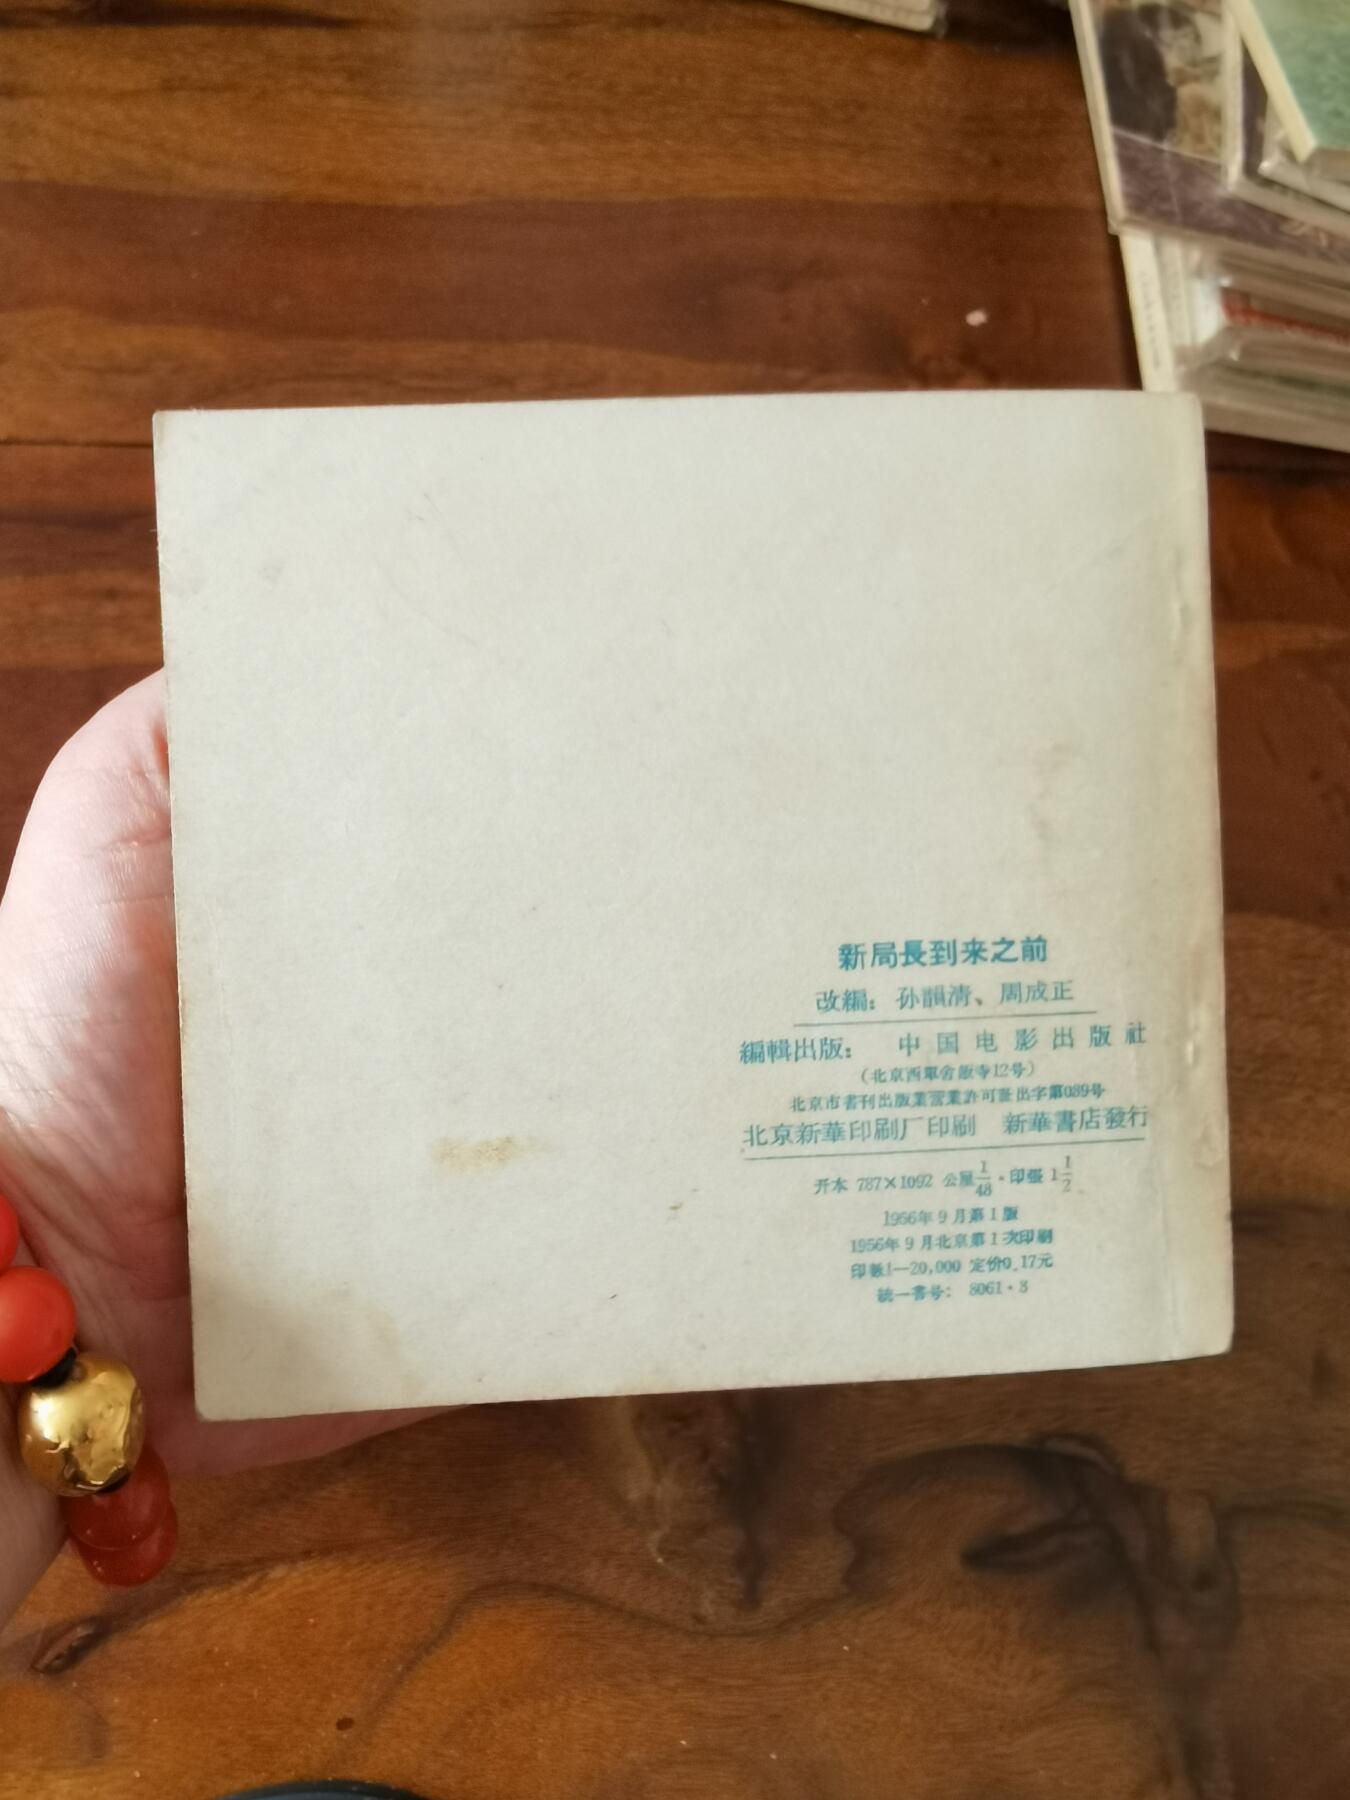 新局長到来之前
改編：孙韻清、周成正
編輯出版： 中国电影出版社
（北京西單舍飯寺12号）
北京市書刊出版業營業許可証出字第089号
北京新華印刷厂印刷 新華書店發行
开本 787×1092 公厘 1/48 · 印張 1 1/2
1956年9月第1版
1956年9月北京第1次印刷
印數1—20,000 定价0.17元
統一書号： 8061·3